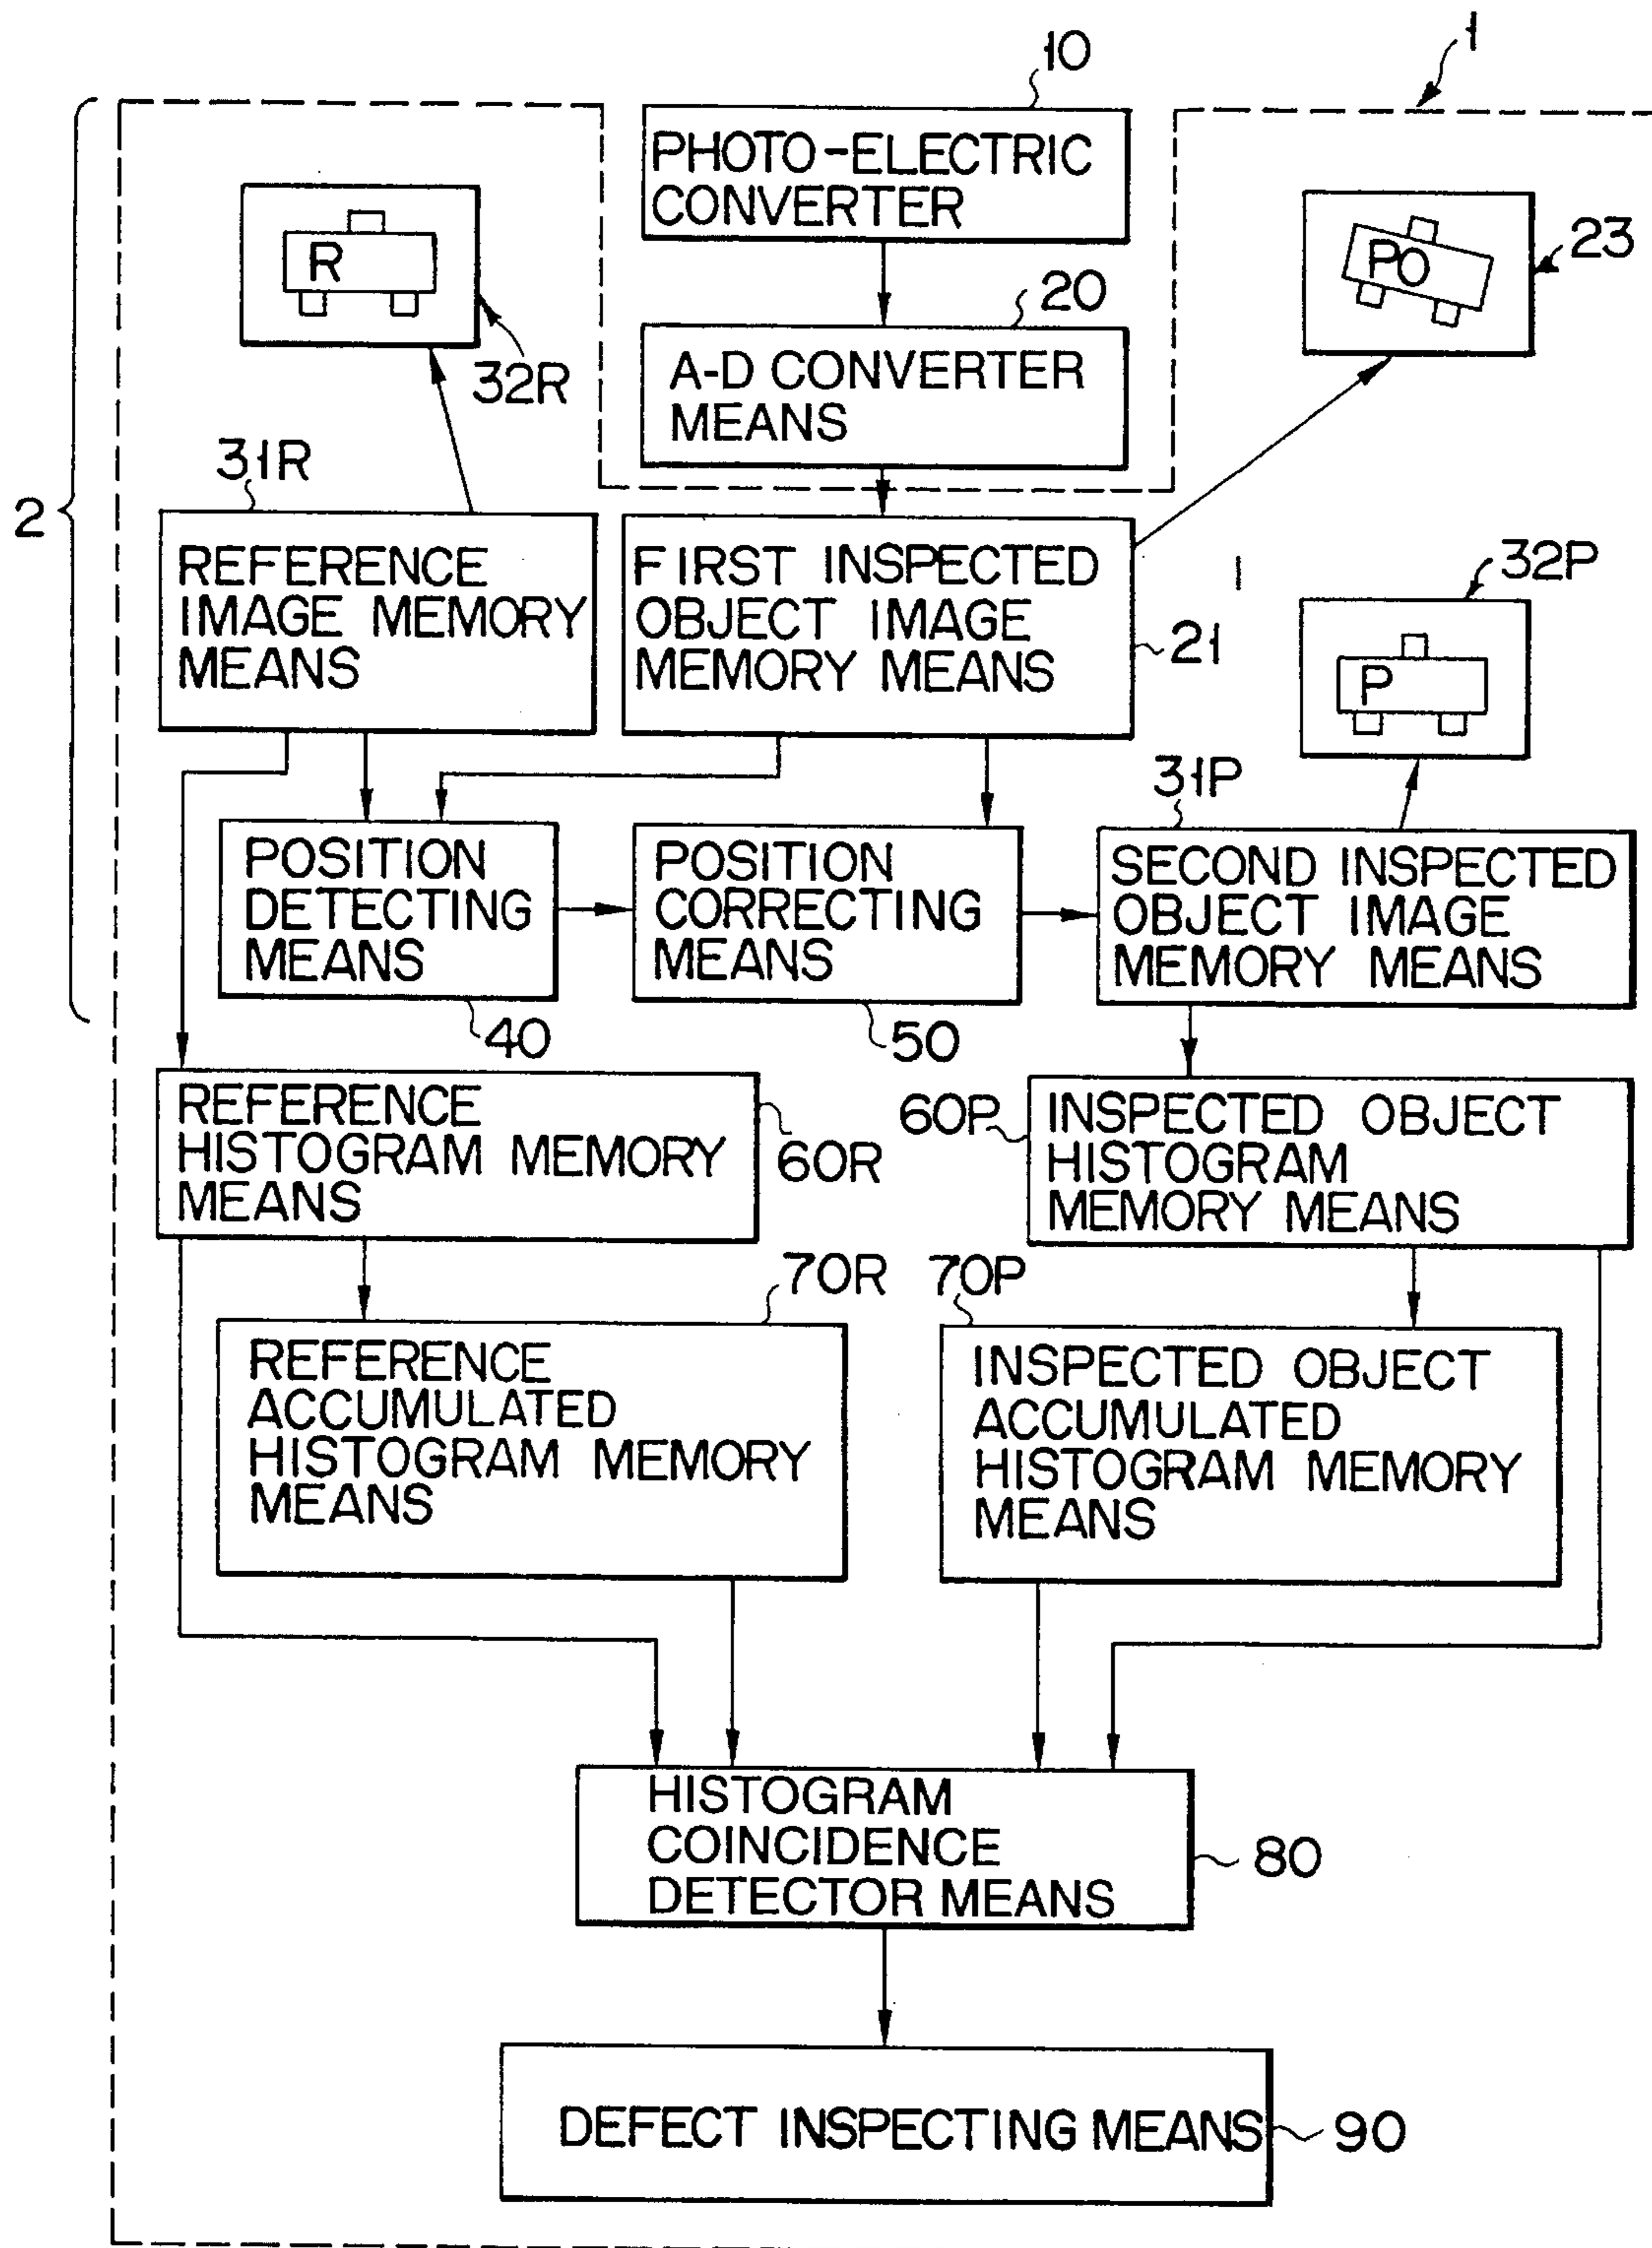 1
10
PHOTO-ELECTRIC
CONVERTER
R
32R
20
A-D CONVERTER
MEANS
PO
23
2
31R
REFERENCE
IMAGE MEMORY
MEANS
FIRST INSPECTED
OBJECT IMAGE
MEMORY MEANS
21
32P
P
31P
POSITION
DETECTING
MEANS
40
POSITION
CORRECTING
MEANS
50
SECOND INSPECTED
OBJECT IMAGE
MEMORY MEANS
REFERENCE
HISTOGRAM MEMORY
MEANS
60R
60P
INSPECTED OBJECT
HISTOGRAM
MEMORY MEANS
70R
REFERENCE
ACCUMULATED
HISTOGRAM MEMORY
MEANS
70P
INSPECTED OBJECT
ACCUMULATED
HISTOGRAM MEMORY
MEANS
HISTOGRAM
COINCIDENCE
DETECTOR MEANS
80
DEFECT INSPECTING MEANS
90